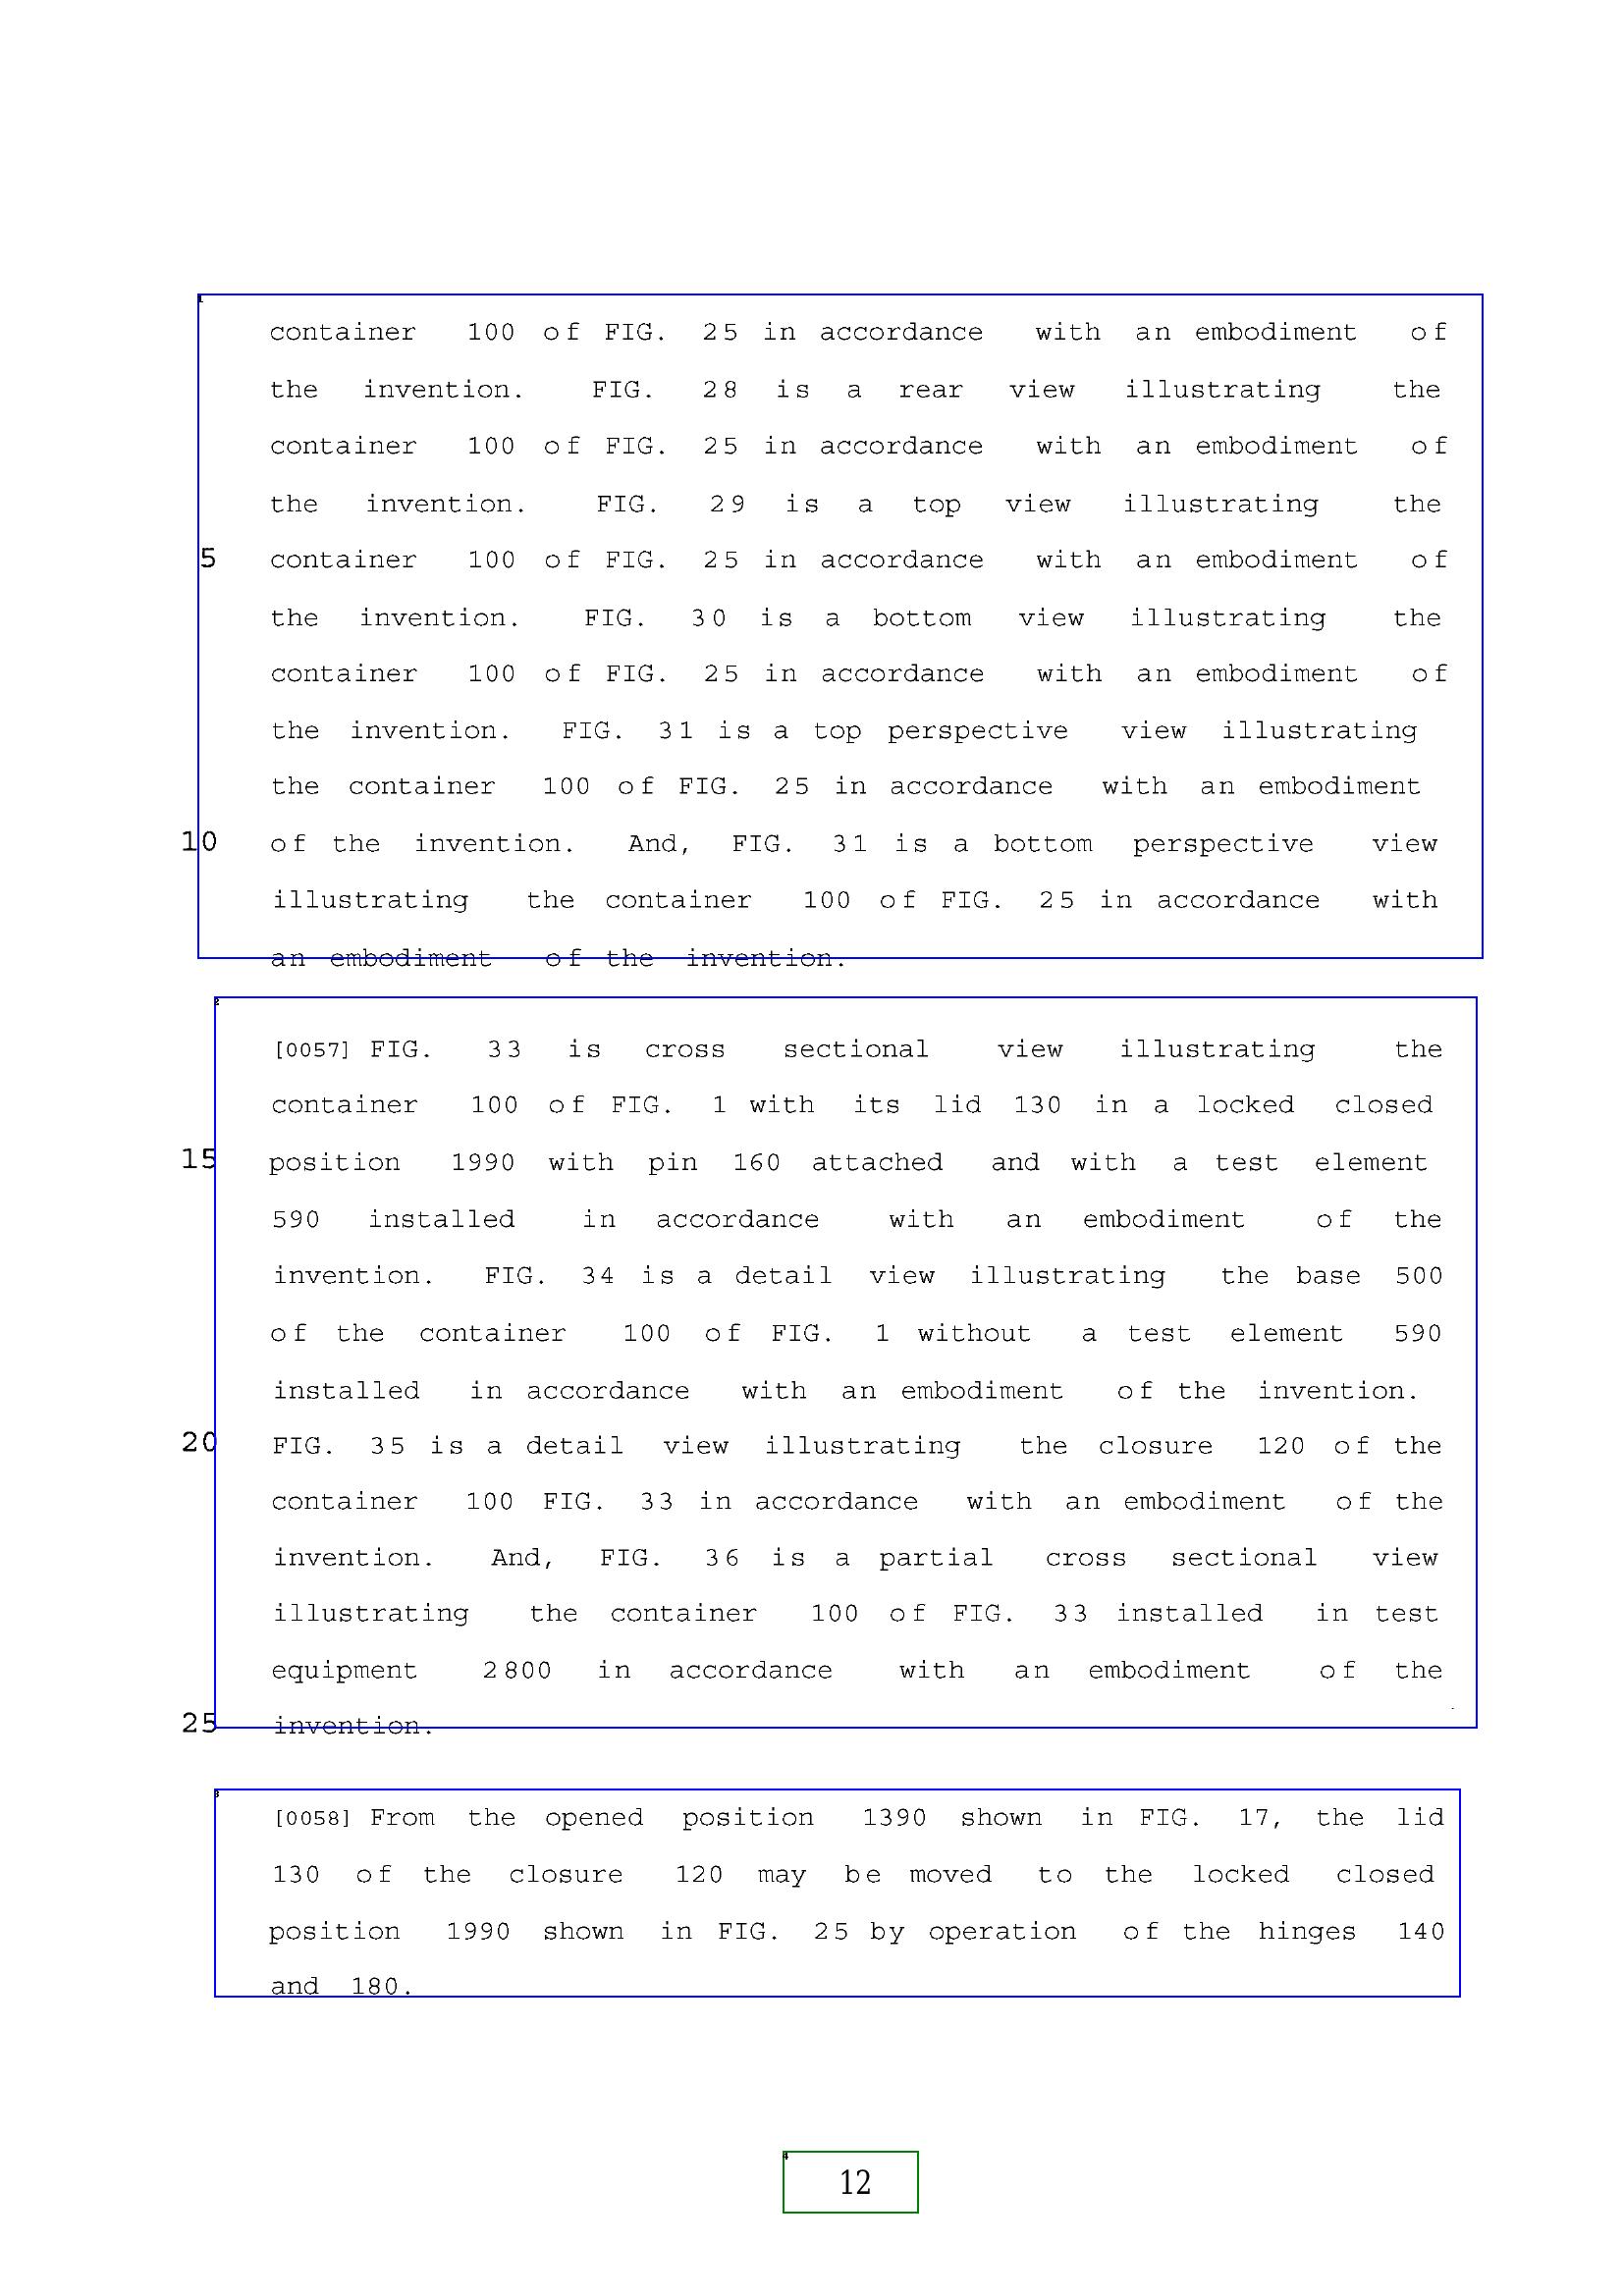 container 100 of FIG. 25 in accordance with an embodiment of
the invention. FIG. 28 is a rear view illustrating the
container 100 of FIG. 25 in accordance with an embodiment of
the invention. FIG. 29 is a top view illustrating the
5 container 100 of FIG. 25 in accordance with an embodiment of
the invention. FIG. 30 is a bottom view illustrating the
container 100 of FIG. 25 in accordance with an embodiment of
the invention. FIG. 31 is a top perspective view illustrating
the container 100 of FIG. 25 in accordance with an embodiment
10 of the invention. And, FIG. 31 is a bottom perspective view
illustrating the container 100 of FIG. 25 in accordance with
an embodiment of the invention.
[0057] FIG. 33 is cross sectional view illustrating the
container 100 of FIG. 1 with its lid 130 in a locked closed
15 position 1990 with pin 160 attached and with a test element
590 installed in accordance with an embodiment of the
invention. FIG. 34 is a detail view illustrating the base 500
of the container 100 of FIG. 1 without a test element 590
installed in accordance with an embodiment of the invention.
20 FIG. 35 is a detail view illustrating the closure 120 of the
container 100 FIG. 33 in accordance with an embodiment of the
invention. And, FIG. 36 is a partial cross sectional view
illustrating the container 100 of FIG. 33 installed in test
equipment 2800 in accordance with an embodiment of the
25 invention.
[0058] From the opened position 1390 shown in FIG. 17, the lid
130 of the closure 120 may be moved to the locked closed
position 1990 shown in FIG. 25 by operation of the hinges 140
and 180.
12